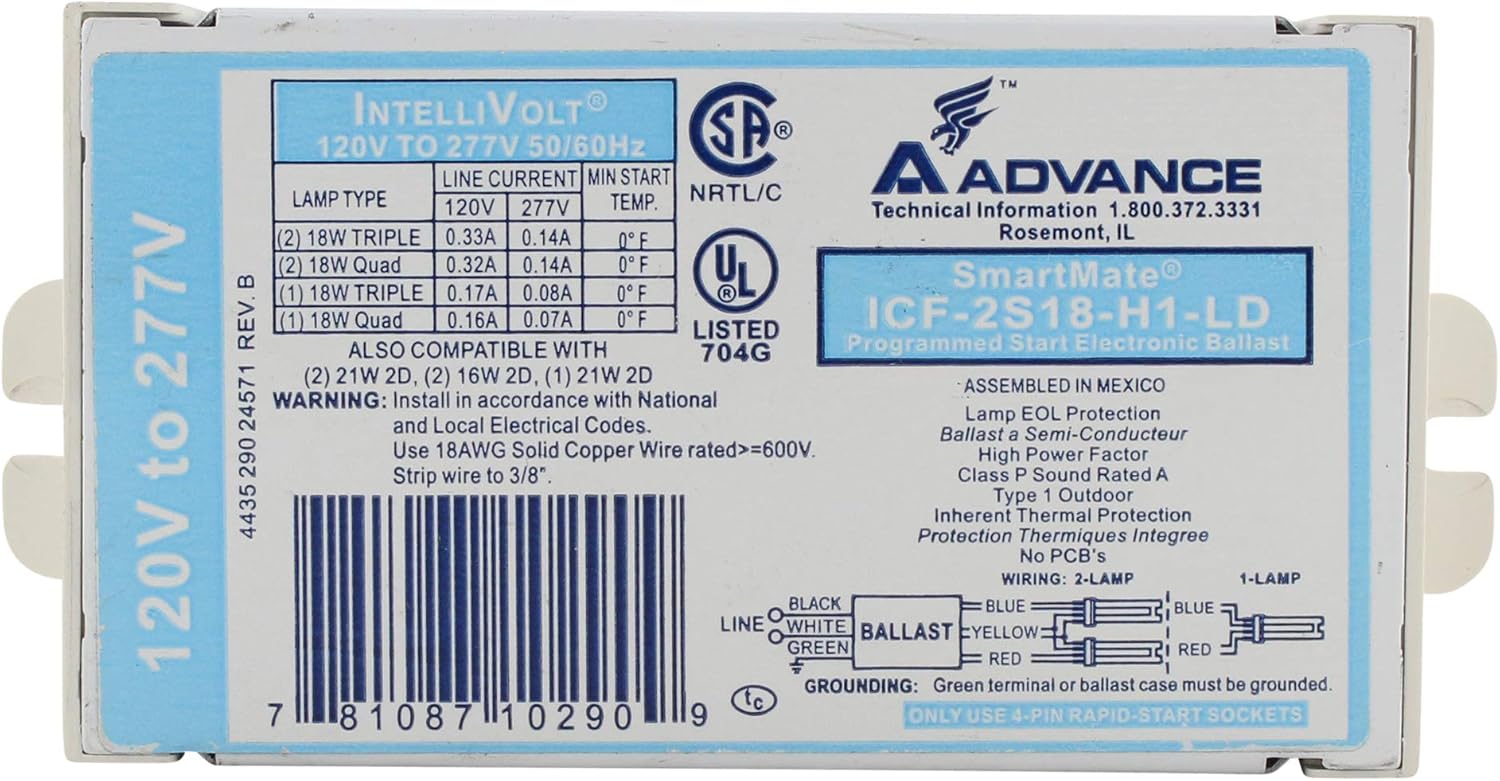 120V to 277V
4435 290 24571 REV. B
INTELLIVOLT®
120V TO 277V 50/60Hz
LAMP TYPE LINE CURRENT MIN START TEMP.
120V 277V
(2) 18W TRIPLE 0.33A 0.14A 0° F
(2) 18W Quad 0.32A 0.14A 0° F
(1) 18W TRIPLE 0.17A 0.08A 0° F
(1) 18W Quad 0.16A 0.07A 0° F
ALSO COMPATIBLE WITH
(2) 21W 2D, (2) 16W 2D, (1) 21W 2D
WARNING: Install in accordance with National
and Local Electrical Codes.
Use 18AWG Solid Copper Wire rated>=600V.
Strip wire to 3/8".
7 81087 10290 9
SA®
NRTL/C
UL®
LISTED
704G
tc
™
ADVANCE
Technical Information 1.800.372.3331
Rosemont, IL
SmartMate®
ICF-2S18-H1-LD
Programmed Start Electronic Ballast
ASSEMBLED IN MEXICO
Lamp EOL Protection
Ballast a Semi-Conducteur
High Power Factor
Class P Sound Rated A
Type 1 Outdoor
Inherent Thermal Protection
Protection Thermiques Integree
No PCB's
WIRING: 2-LAMP 1-LAMP
LINE
BLACK
WHITE
GREEN
BALLAST
BLUE
YELLOW
RED
BLUE
RED
GROUNDING: Green terminal or ballast case must be grounded.
ONLY USE 4-PIN RAPID-START SOCKETS